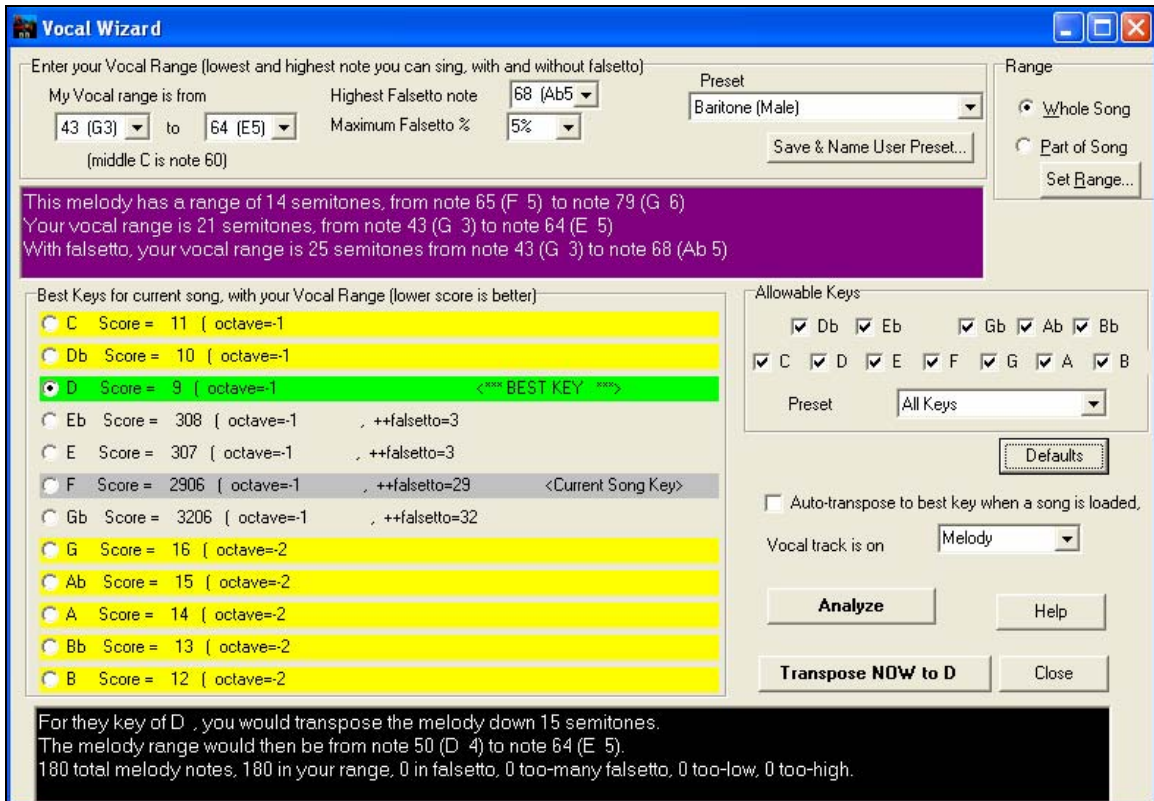 Vocal Wizard
Enter your Vocal Range (lowest and highest note you can sing, with and without falsetto)
My Vocal range is from
43 (G3) to 64 (E5)
(middle C is note 60)
Highest Falsetto note 68 (Ab5
Maximum Falsetto % 5%
Preset
Baritone (Male)
Save & Name User Preset...
Range
Whole Song
Part of Song
Set Range...
This melody has a range of 14 semitones, from note 65 (F 5) to note 79 (G 6)
Your vocal range is 21 semitones, from note 43 (G 3) to note 64 (E 5)
With falsetto, your vocal range is 25 semitones from note 43 (G 3) to note 68 (Ab 5)
Best Keys for current song, with your Vocal Range (lower score is better)
C Score = 11 ( octave=-1
Db Score = 10 ( octave=-1
D Score = 9 ( octave=-1 <*** BEST KEY ***>
Eb Score = 308 ( octave=-1 , ++falsetto=3
E Score = 307 ( octave=-1 , ++falsetto=3
F Score = 2906 ( octave=-1 , ++falsetto=29 <Current Song Key>
Gb Score = 3206 ( octave=-1 , ++falsetto=32
G Score = 16 ( octave=-2
Ab Score = 15 ( octave=-2
A Score = 14 ( octave=-2
Bb Score = 13 ( octave=-2
B Score = 12 ( octave=-2
Allowable Keys
Db Eb Gb Ab Bb
C D E F G A B
Preset All Keys
Defaults
Auto-transpose to best key when a song is loaded,
Vocal track is on Melody
Analyze Help
Transpose NOW to D Close
For they key of D , you would transpose the melody down 15 semitones.
The melody range would then be from note 50 (D 4) to note 64 (E 5).
180 total melody notes, 180 in your range, 0 in falsetto, 0 too-many falsetto, 0 too-low, 0 too-high.